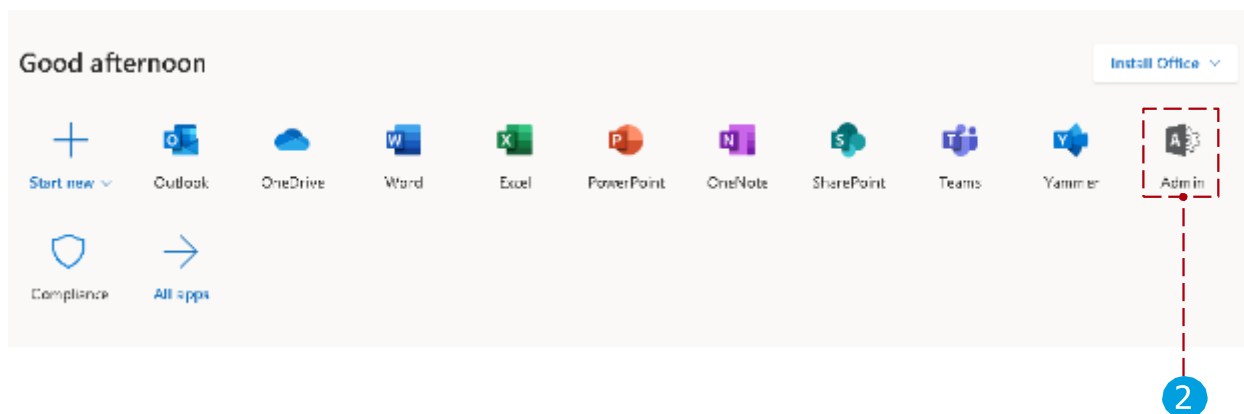 Good afternoon
Install Office
Start new
Outlook
OneDrive
Word
Excel
PowerPoint
OneNote
SharePoint
Teams
Yammer
Admin
Compliance
All apps
2